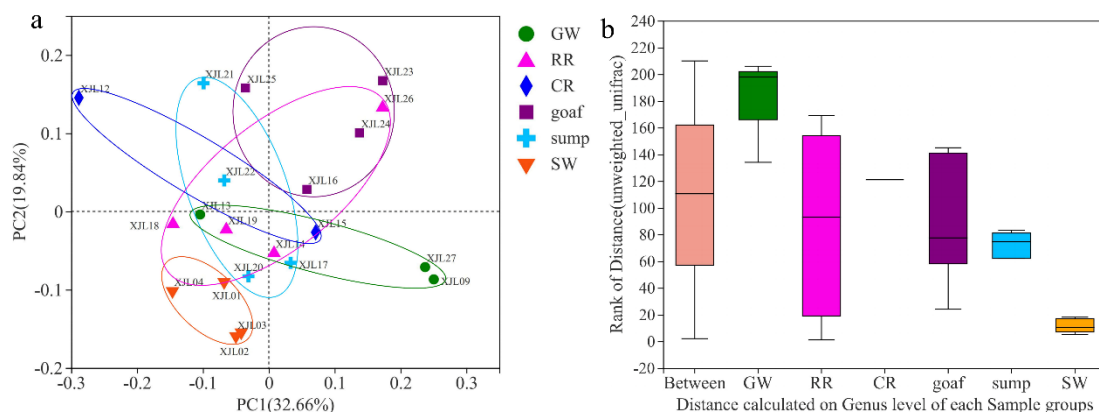 a
GW
RR
CR
goaf
sump
SW
PC2(19.84%)
0.2
0.1
0
-0.1
-0.2
XJL12
XJL21
XJL25
XJL23
XJL26
XJL24
XJL22
XJL16
XJL13
XJL18
XJL19
XJL15
XJL14
XJL17
XJL20
XJL27
XJL09
XJL04
XJL01
XJL03
XJL02
-0.3
-0.2
-0.1
0
0.1
0.2
0.3
PC1(32.66%)
b
Rank of Distance(unweighted_unifrac)
240
220
200
180
160
140
120
100
80
60
40
20
0
-20
Between
GW
RR
CR
goaf
sump
SW
Distance calculated on Genus level of each Sample groups